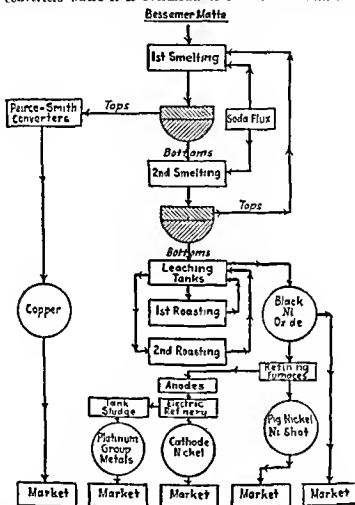 Bessemer Matte
1st Smelting
Tops
Peirce-Smith
Converters
Soda Flux
Bottoms
2nd Smelting
Tops
Bottoms
Leaching
Tanks
1st Roasting
2nd Roasting
Copper
Black
Ni
Refining
Furnaces
Anodes
Tank
Sludge
Electric
Refinery
Platinum
Group
Metals
Cathode
Nickel
Pig Nickel
Ni Shot
Market
Market
Market
Market
Market